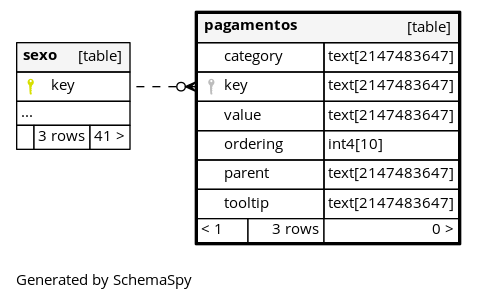 pagamentos [table]
category text[2147483647]
key text[2147483647]
value text[2147483647]
ordering int4[10]
parent text[2147483647]
tooltip text[2147483647]
< 1 3 rows 0 >
sexo [table]
key
...
3 rows 41 >
Generated by SchemaSpy